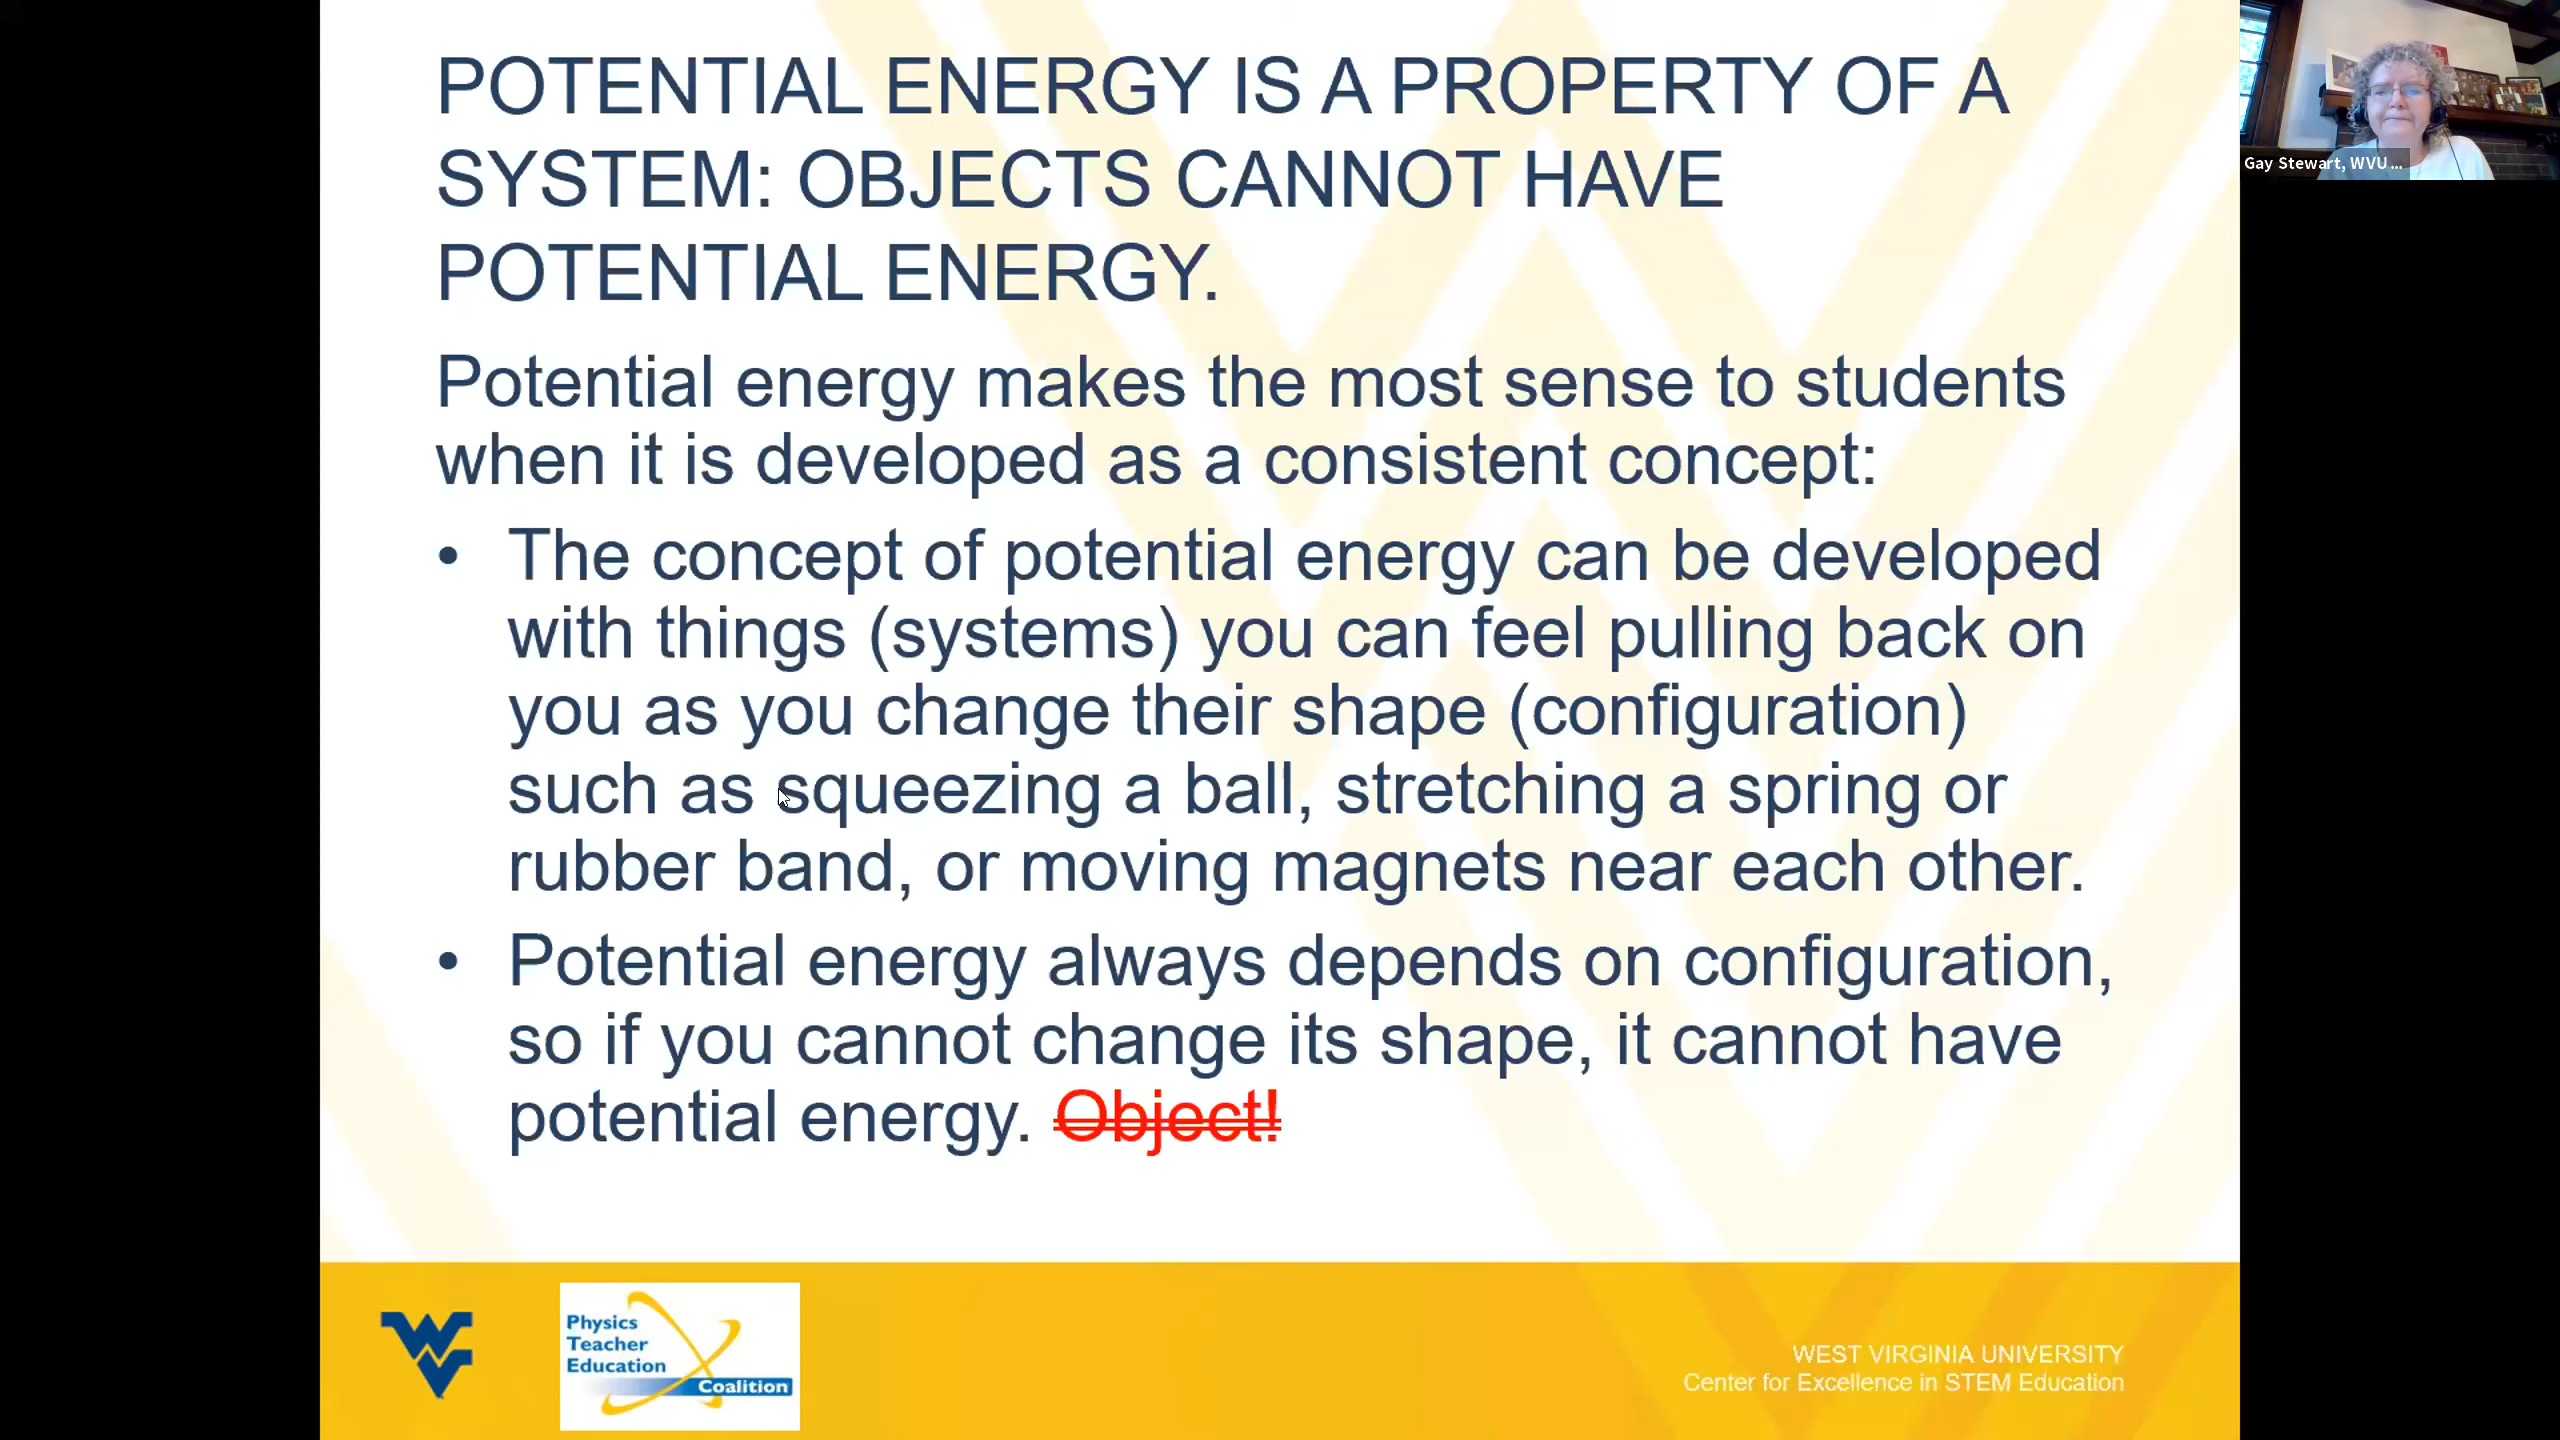 POTENTIAL ENERGY IS A PROPERTY OF A
SYSTEM: OBJECTS CANNOT HAVE
POTENTIAL ENERGY.
Gay Stewart, WVU ...
Potential energy makes the most sense to students
when it is developed as a consistent concept:
• The concept of potential energy can be developed
with things (systems) you can feel pulling back on
you as you change their shape (configuration)
such as squeezing a ball, stretching a spring or
rubber band, or moving magnets near each other.
• Potential energy always depends on configuration,
so if you cannot change its shape, it cannot have
potential energy. Object!
WV
Physics
Teacher
Education
Coalition
WEST VIRGINIA UNIVERSITY
Center for Excellence in STEM Education